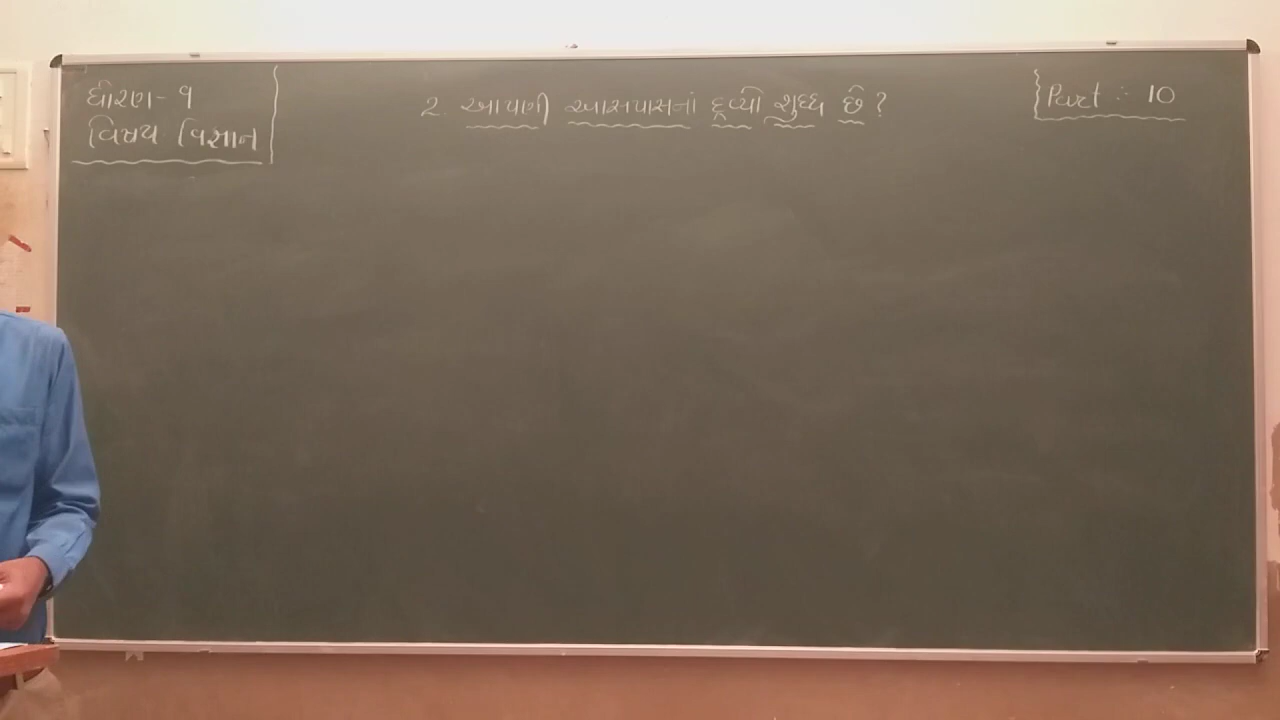 ધોરણ - ૧
વિષય વિજ્ઞાન
2. આપણી આસપાસનાં દ્રવ્યો શુદ્ધ છે ?
Part : 10